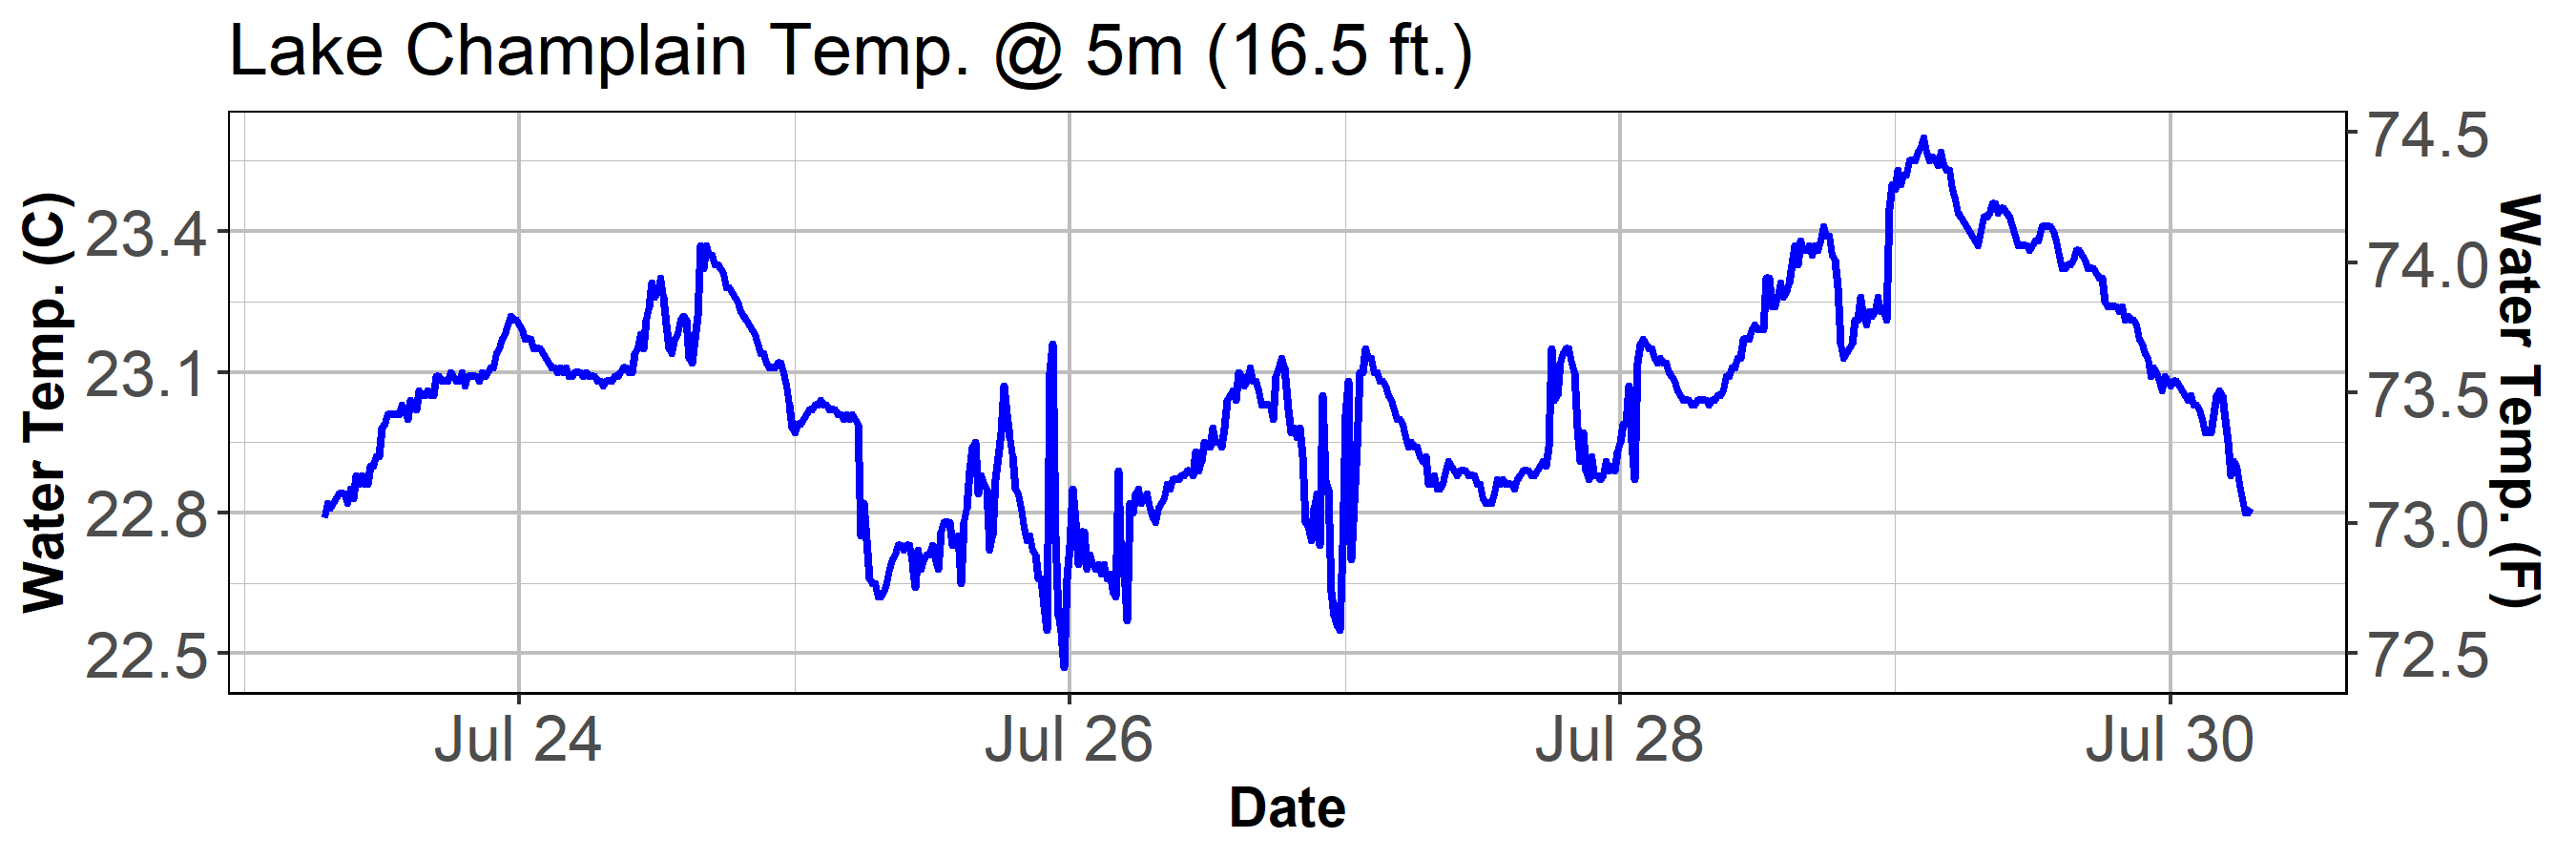 Lake Champlain Temp. @ 5m (16.5 ft.)
Water Temp. (C)
23.4
23.1
22.8
22.5
74.5
74.0
73.5
73.0
72.5
Water Temp. (F)
Jul 24
Jul 26
Jul 28
Jul 30
Date